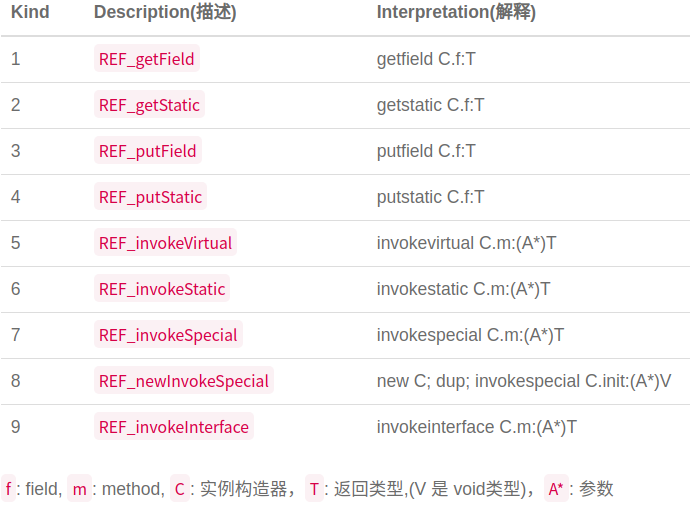 Kind Description(描述) Interpretation(解释)
1 REF_getField getfield C.f:T
2 REF_getStatic getstatic C.f:T
3 REF_putField putfield C.f:T
4 REF_putStatic putstatic C.f:T
5 REF_invokeVirtual invokevirtual C.m:(A*)T
6 REF_invokeStatic invokestatic C.m:(A*)T
7 REF_invokeSpecial invokespecial C.m:(A*)T
8 REF_newInvokeSpecial new C; dup; invokespecial C.init:(A*)V
9 REF_invokeInterface invokeinterface C.m:(A*)T
f : field, m : method, C : 实例构造器， T : 返回类型,(V 是 void类型)， A* : 参数